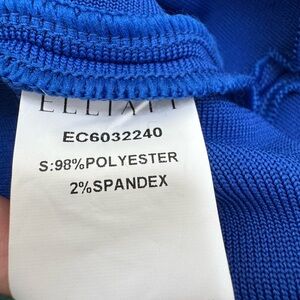 ELLIATT
EC6032240
S:98%POLYESTER
2%SPANDEX